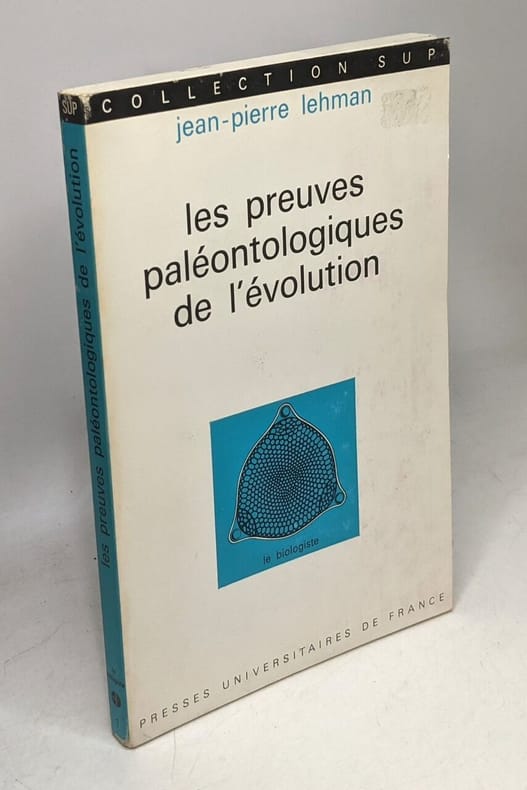 COLLECTION SUP
jean-pierre lehman
les preuves
paléontologiques
de l'évolution
le biologiste
PRESSES UNIVERSITAIRES DE FRANCE
SUP
les preuves paléontologiques de l'évolution
1